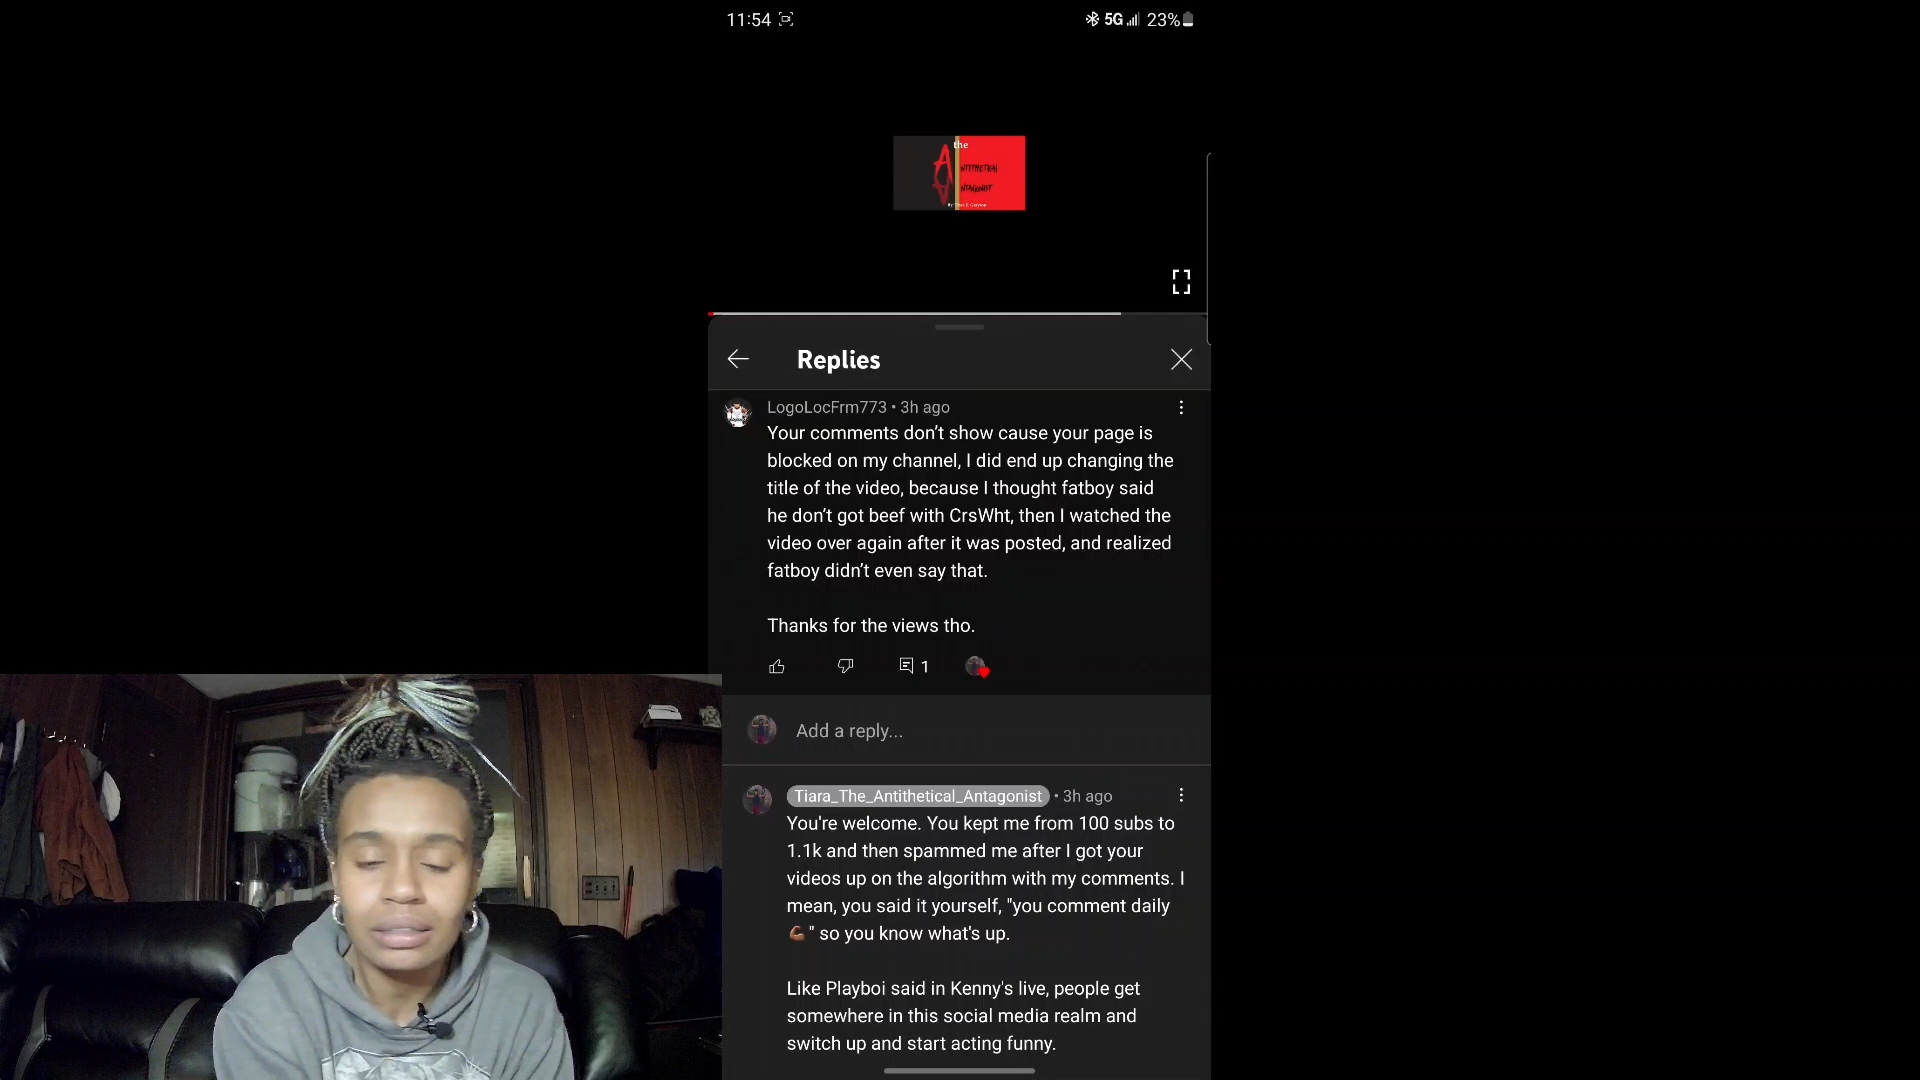 11:54
5G 23%
the
ANTITHETICAL
ANTAGONIST
Replies
LogoLocFrm773 • 3h ago
Your comments don’t show cause your page is
blocked on my channel, I did end up changing the
title of the video, because I thought fatboy said
he don’t got beef with CrsWht, then I watched the
video over again after it was posted, and realized
fatboy didn’t even say that.
Thanks for the views tho.
1
Add a reply...
Tiara_The_Antithetical_Antagonist • 3h ago
You're welcome. You kept me from 100 subs to
1.1k and then spammed me after I got your
videos up on the algorithm with my comments. I
mean, you said it yourself, "you comment daily
💪🏾" so you know what's up.
Like Playboi said in Kenny's live, people get
somewhere in this social media realm and
switch up and start acting funny.